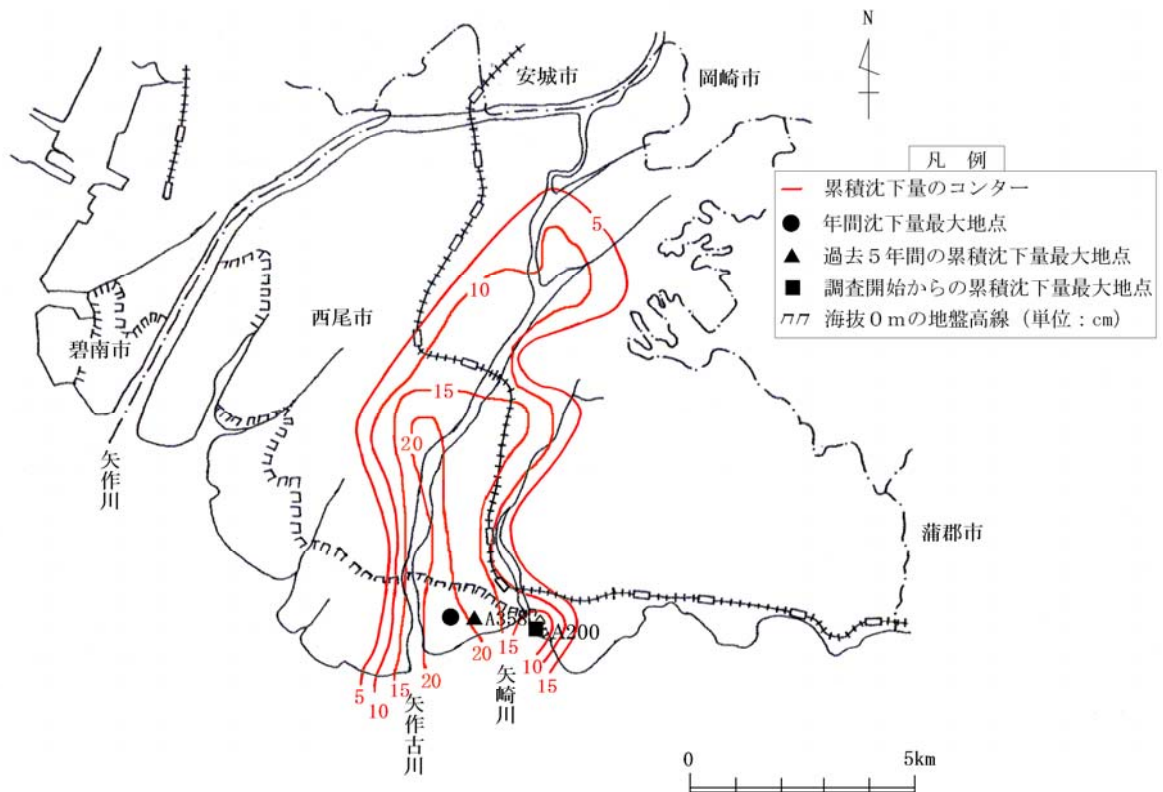 N
安城市
岡崎市
凡 例
累積沈下量のコンター
年間沈下量最大地点
過去5年間の累積沈下量最大地点
調査開始からの累積沈下量最大地点
海抜0mの地盤高線(単位:cm)
5
10
西尾市
碧南市
15
20
矢作川
蒲郡市
A358
A200
15
20
10
15
20
15
10
5
矢崎川
矢作古川
0
5km